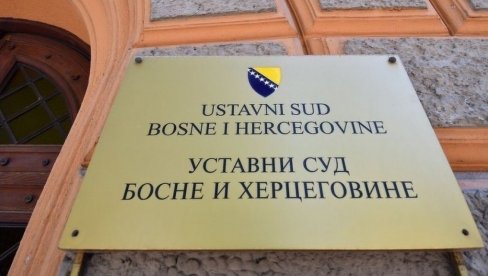 USTAVNI SUD
BOSNE I HERCEGOVINE
УСТАВНИ СУД
БОСНЕ И ХЕРЦЕГОВИНЕ